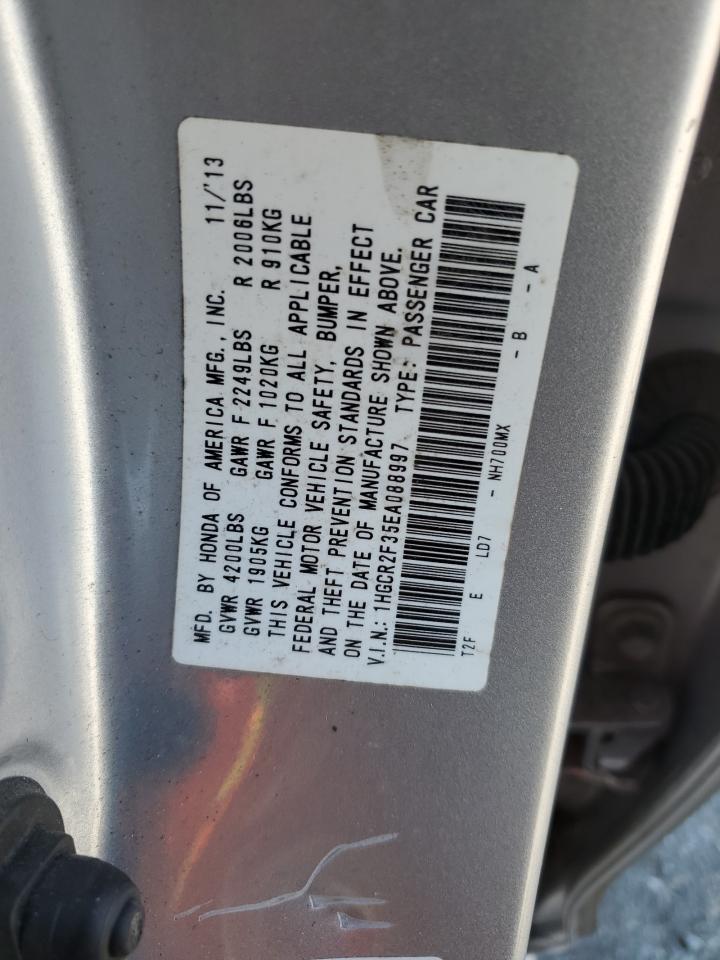 MFD. BY HONDA OF AMERICA MFG., INC. 11/'13
GVWR 4200LBS GAWR F 2249LBS R 2006LBS
GVWR 1905KG GAWR F 1020KG R 910KG
THIS VEHICLE CONFORMS TO ALL APPLICABLE
FEDERAL MOTOR VEHICLE SAFETY, BUMPER,
AND THEFT PREVENTION STANDARDS IN EFFECT
ON THE DATE OF MANUFACTURE SHOWN ABOVE.
V.I.N.: 1HGCR2F35EA088997 TYPE: PASSENGER CAR
T2F E LD7 - NH700MX - B - A